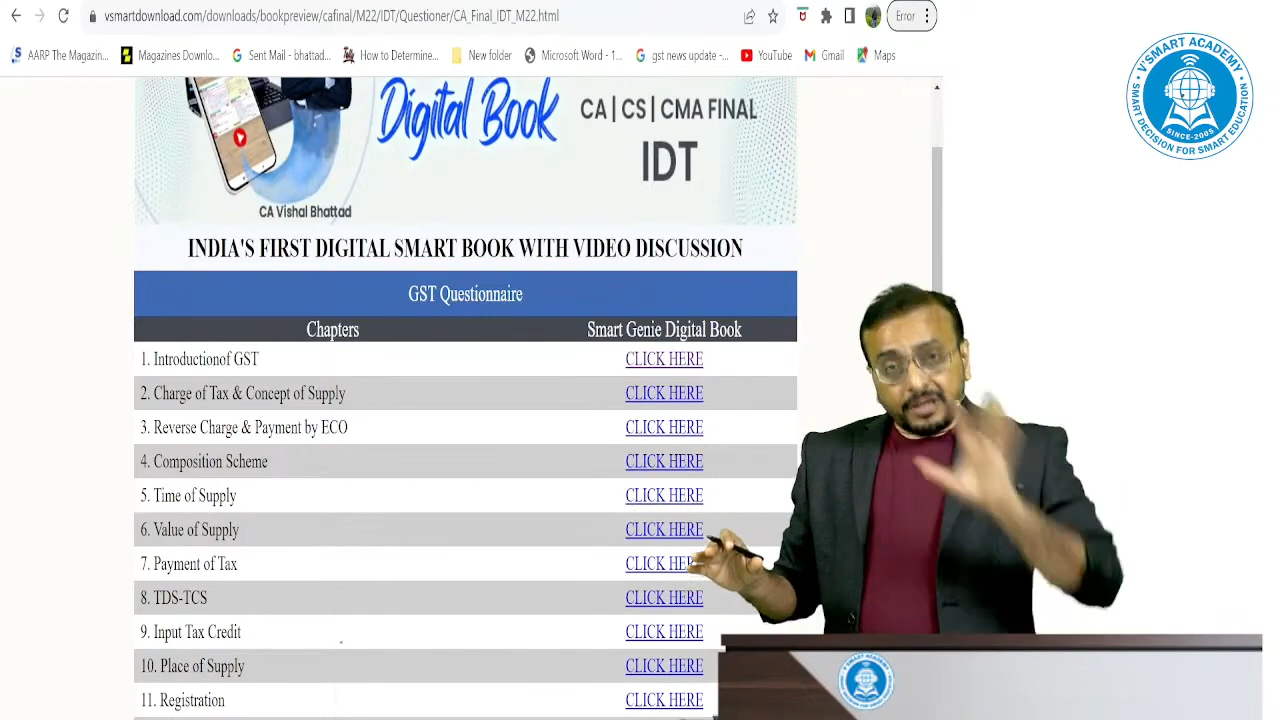 vsmartdownload.com/downloads/bookpreview/cafinal/M22/IDT/Questioner/CA_Final_IDT_M22.html
Error
AARP The Magazin...
Magazines Downlo...
Sent Mail - bhattad...
How to Determine...
New folder
Microsoft Word - 1...
gst news update -...
YouTube
Gmail
Maps
V'SMART ACADEMY
SINCE-2005
SMART DECISION FOR SMART EDUCATION
Digital Book
CA | CS | CMA FINAL
IDT
CA Vishal Bhattad
INDIA'S FIRST DIGITAL SMART BOOK WITH VIDEO DISCUSSION
GST Questionnaire
Chapters Smart Genie Digital Book
1. Introductionof GST CLICK HERE
2. Charge of Tax & Concept of Supply CLICK HERE
3. Reverse Charge & Payment by ECO CLICK HERE
4. Composition Scheme CLICK HERE
5. Time of Supply CLICK HERE
6. Value of Supply CLICK HERE
7. Payment of Tax CLICK HER
8. TDS-TCS CLICK HERE
9. Input Tax Credit CLICK HERE
10. Place of Supply CLICK HERE
11. Registration CLICK HERE